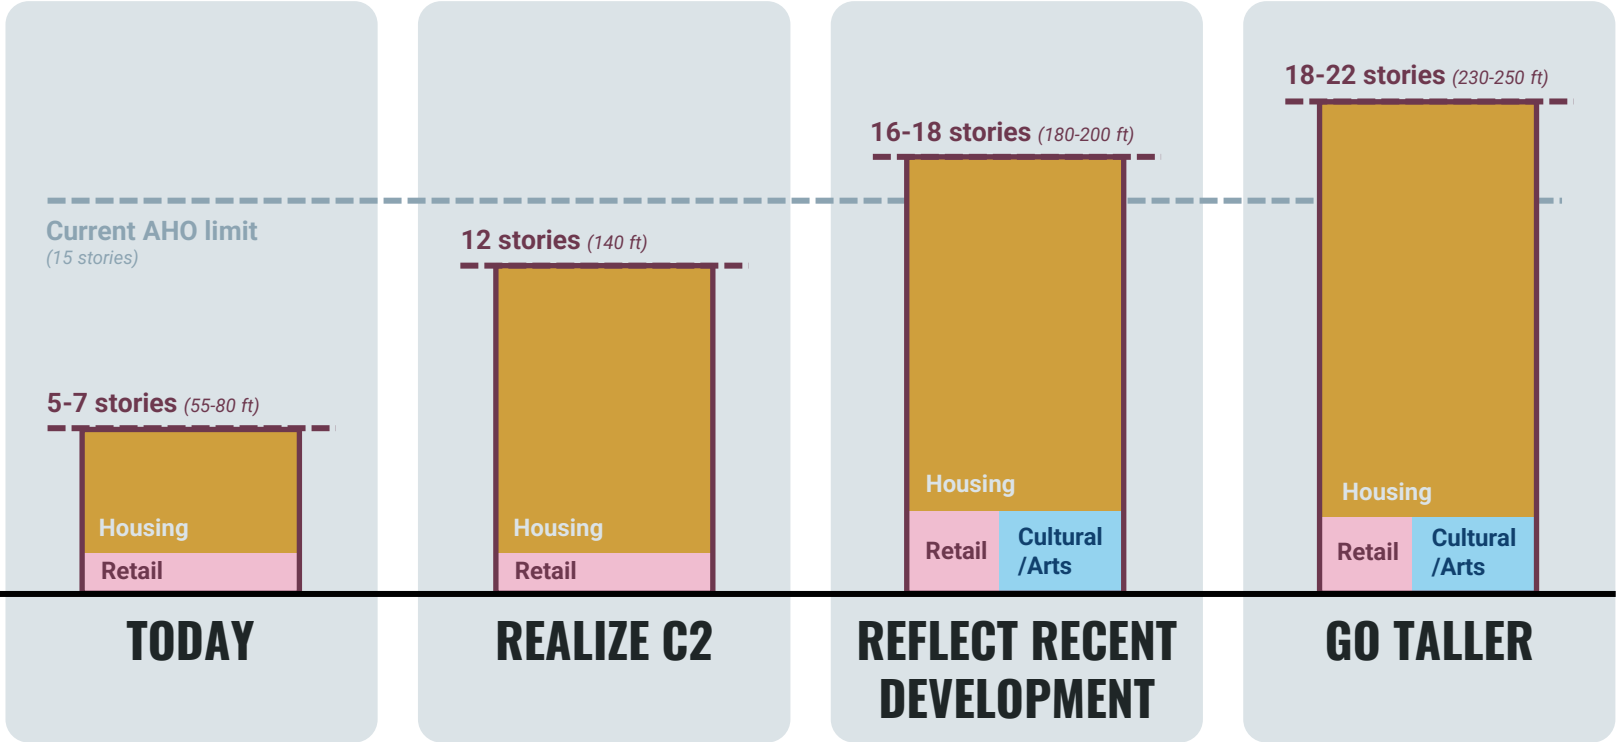 Current AHO limit
(15 stories)
5-7 stories (55-80 ft)
Housing
Retail
TODAY
12 stories (140 ft)
Housing
Retail
REALIZE C2
16-18 stories (180-200 ft)
Housing
Retail
Cultural
/Arts
REFLECT RECENT
DEVELOPMENT
18-22 stories (230-250 ft)
Housing
Retail
Cultural
/Arts
GO TALLER